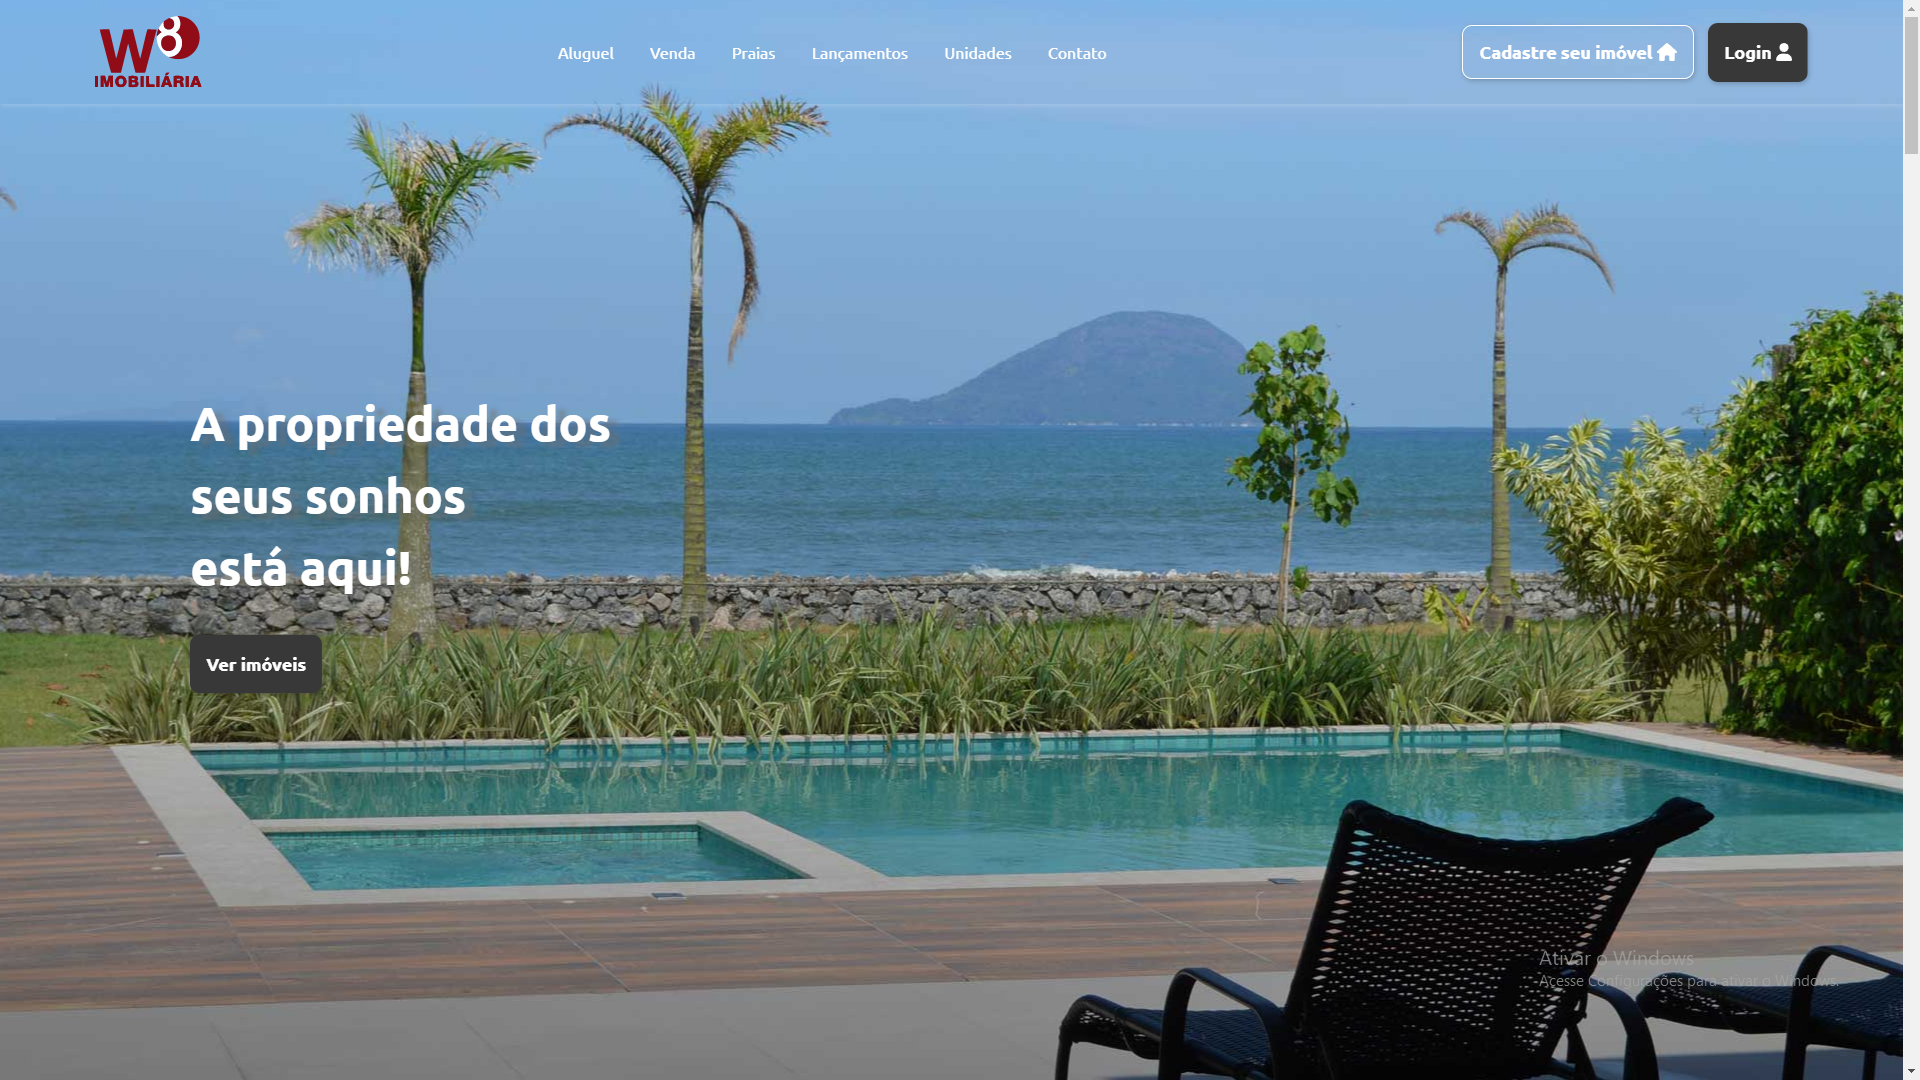 W8
IMOBILIÁRIA
Aluguel
Venda
Praias
Lançamentos
Unidades
Contato
Cadastre seu imóvel
Login
A propriedade dos
seus sonhos
está aqui!
Ver imóveis
Ativar o Windows
Acesse Configurações para ativar o Windows.